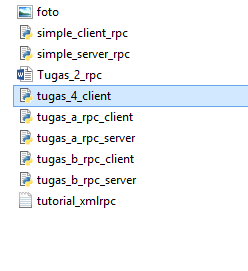 foto
simple_client_rpc
simple_server_rpc
Tugas_2_rpc
tugas_4_client
tugas_a_rpc_client
tugas_a_rpc_server
tugas_b_rpc_client
tugas_b_rpc_server
tutorial_xmlrpc